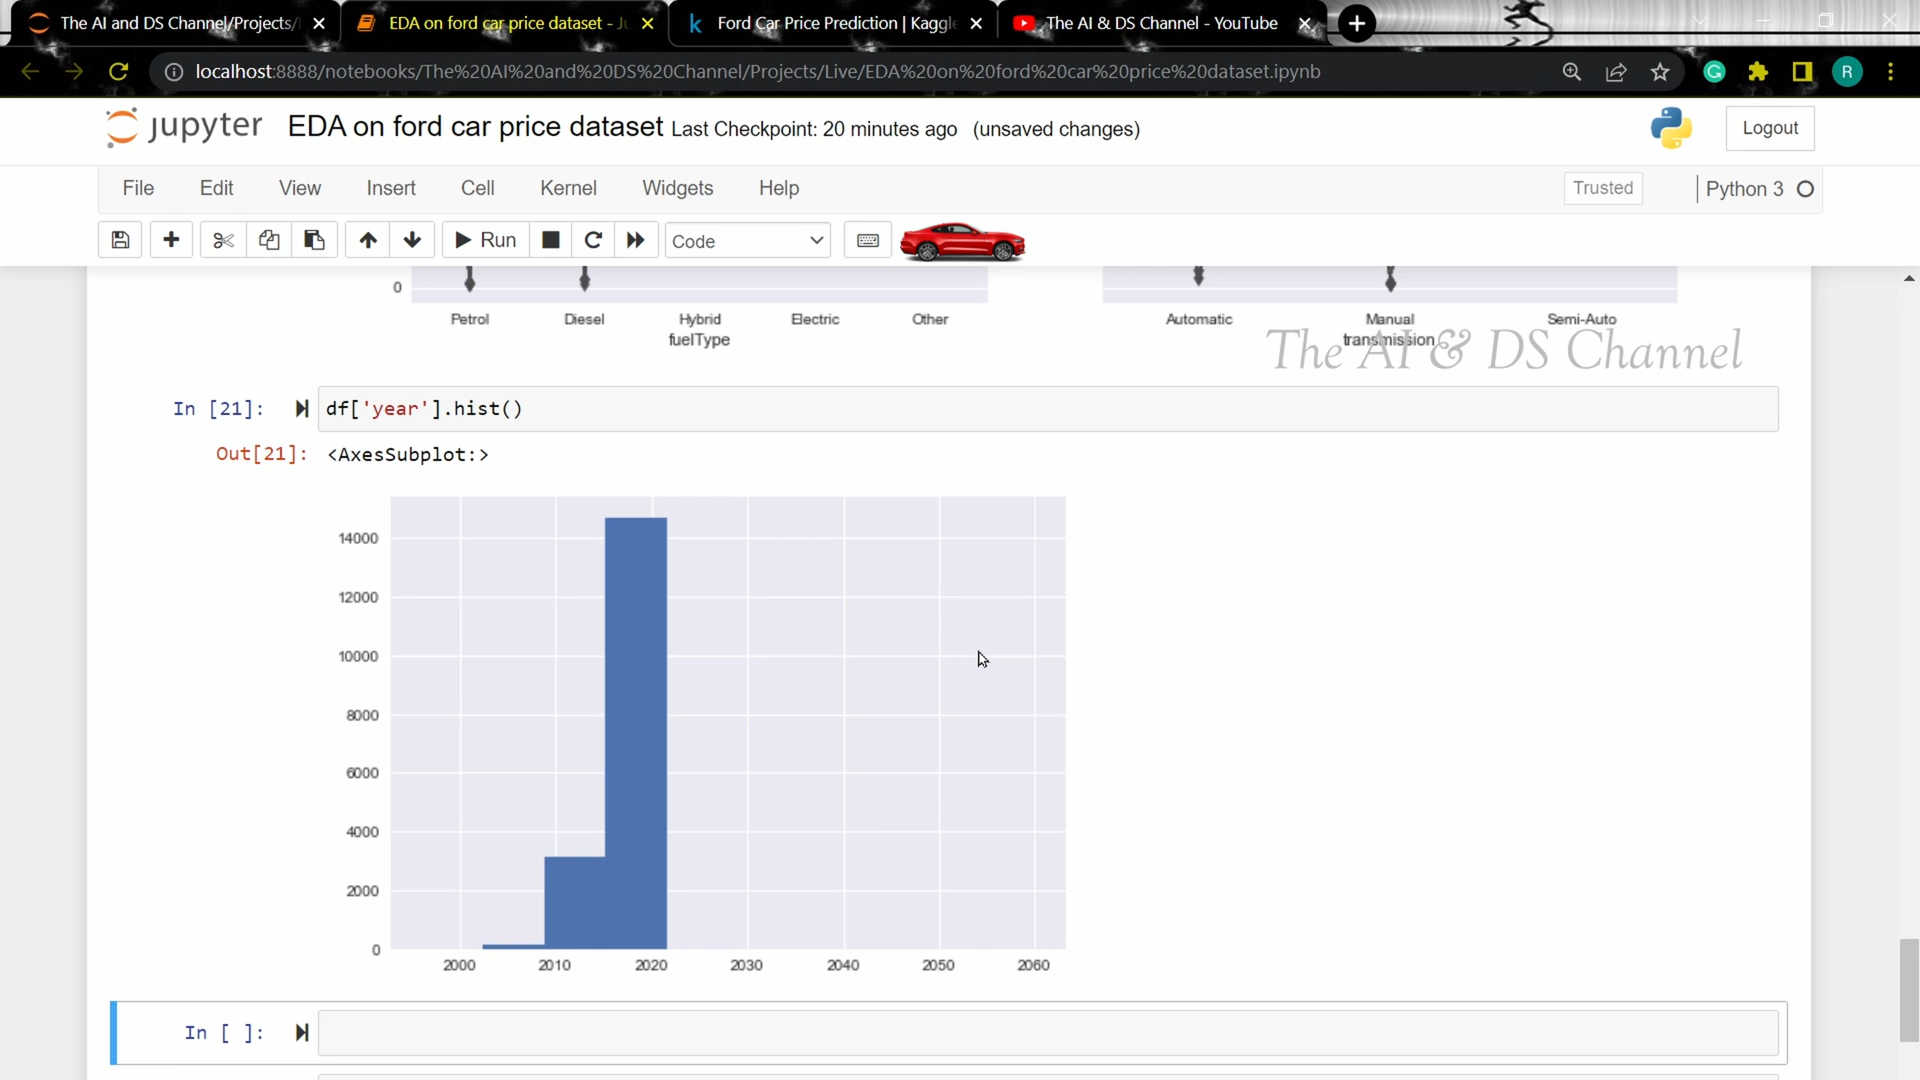 The AI and DS Channel/Projects/
EDA on ford car price dataset - Ju
Ford Car Price Prediction | Kaggle
The AI & DS Channel - YouTube
localhost:8888/notebooks/The%20AI%20and%20DS%20Channel/Projects/Live/EDA%20on%20ford%20car%20price%20dataset.ipynb
R
jupyter EDA on ford car price dataset Last Checkpoint: 20 minutes ago (unsaved changes)
Logout
File Edit View Insert Cell Kernel Widgets Help
Trusted
Python 3
Run
Code
0
Petrol Diesel Hybrid Electric Other
fuelType
Automatic Manual Semi-Auto
transmission
The AI & DS Channel
In [21]: df['year'].hist()
Out[21]: <AxesSubplot:>
14000
12000
10000
8000
6000
4000
2000
0
2000 2010 2020 2030 2040 2050 2060
In [ ]: